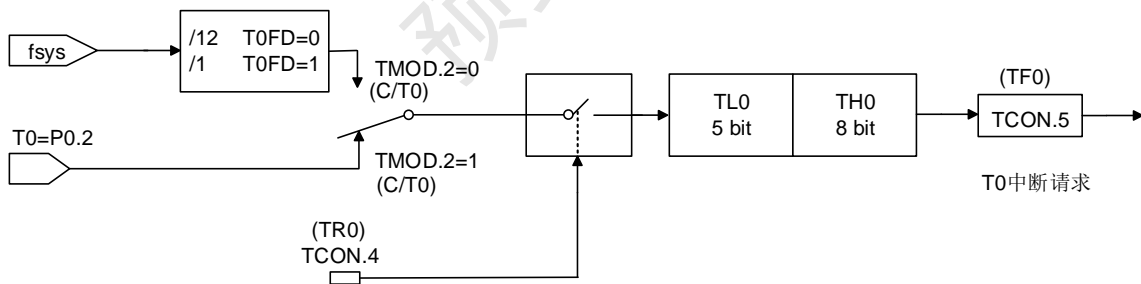 fsys
/12 T0FD=0
/1 T0FD=1
TMOD.2=0
(C/T0)
T0=P0.2
TMOD.2=1
(C/T0)
(TR0)
TCON.4
TL0
5 bit
TH0
8 bit
(TF0)
TCON.5
T0中断请求
预